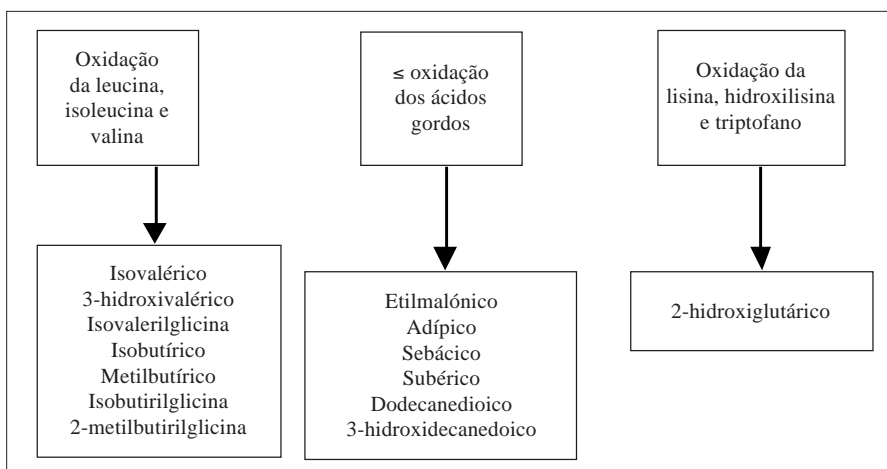 Oxidação
da leucina,
isoleucina e
valina
≤ oxidação
dos ácidos
gordos
Oxidação da
lisina, hidroxilisina
e triptofano
Isovalérico
3-hidroxivalérico
Isovalerilglicina
Isobutírico
Metilbutírico
Isobutirilglicina
2-metilbutirilglicina
Etilmalónico
Adípico
Sebácico
Subérico
Dodecanedioico
3-hidroxidecanedoico
2-hidroxiglutárico